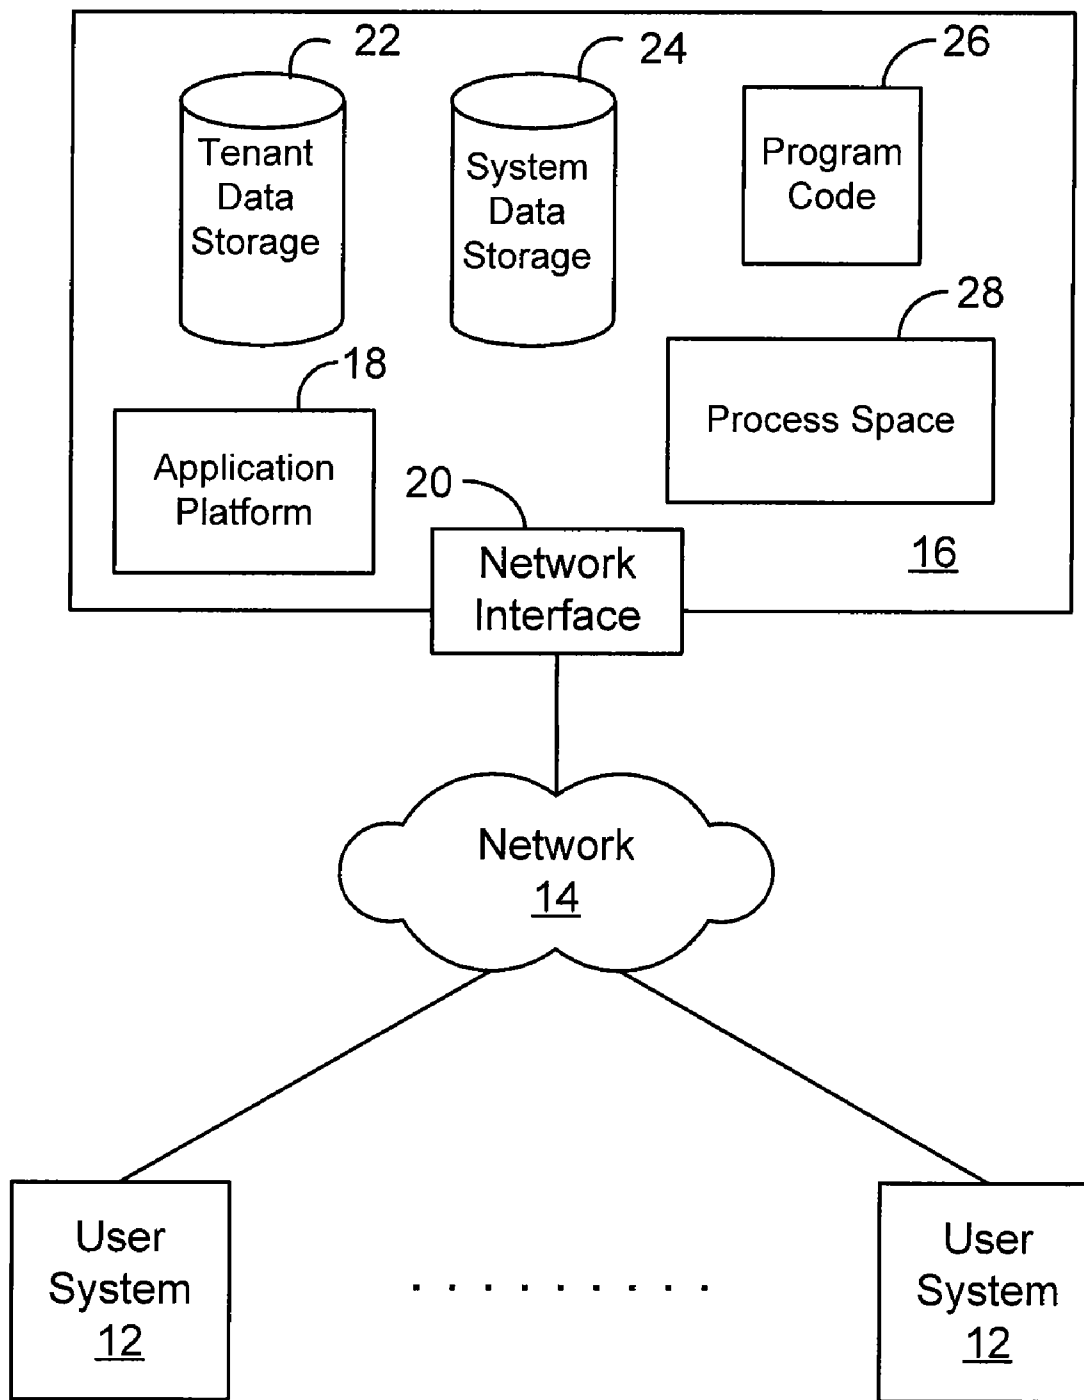 22
24
26
Tenant
Data
Storage
System
Data
Storage
Program
Code
28
18
Process Space
Application
Platform
20
16
Network
Interface
Network
14
User
System
12
User
System
12